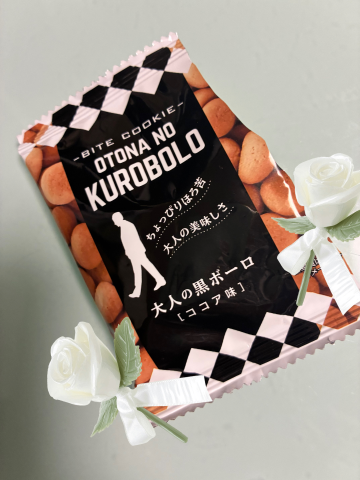 -BITE COOKIE-
OTONA NO
KUROBOLO
ちょっぴりほろ苦
大人の美味しさ
大人の黒ボーロ
[ココア味]